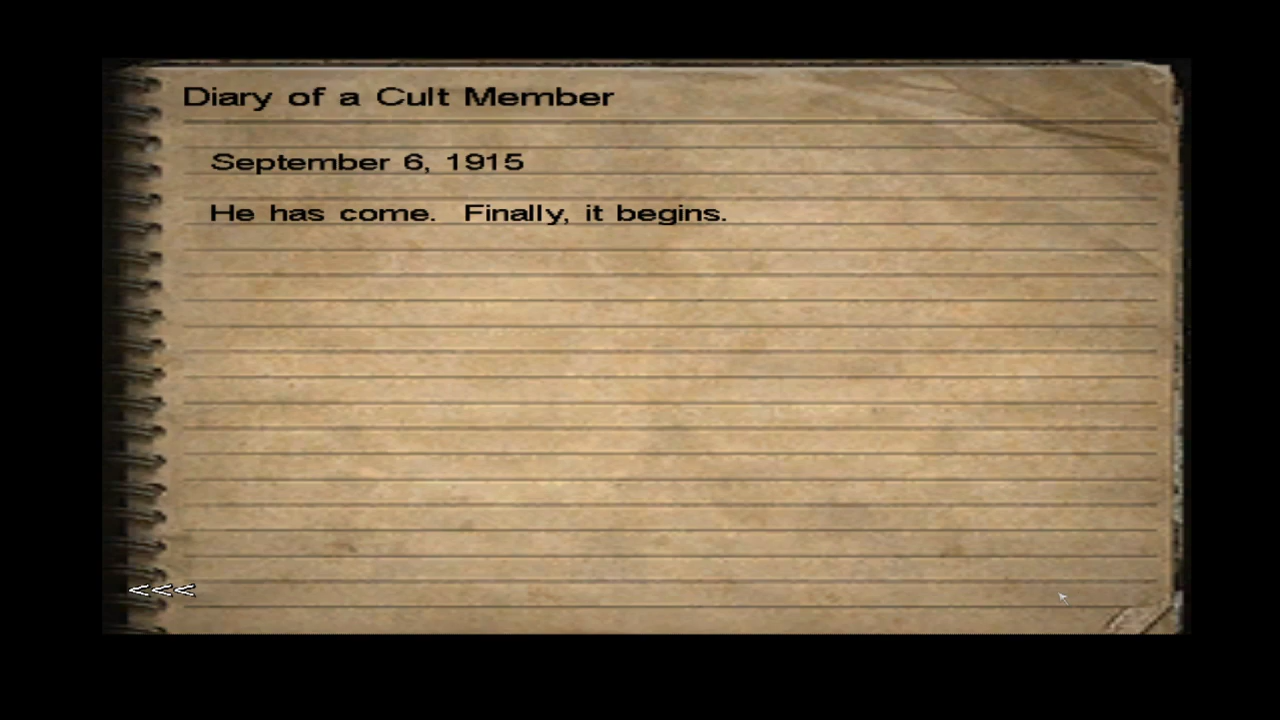 Diary of a Cult Member
September 6, 1915
He has come. Finally, it begins.
<<<